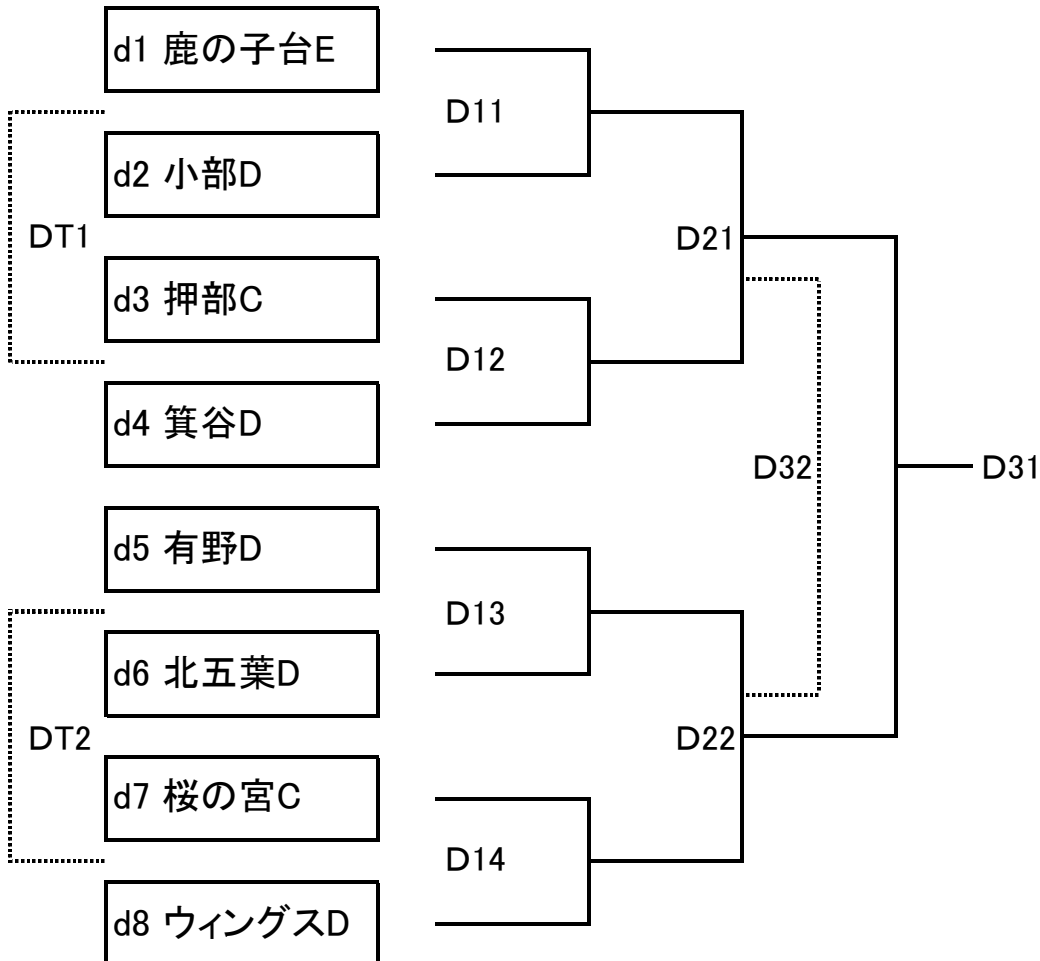 d1 鹿の子台E
D11
d2 小部D
DT1
D21
d3 押部C
D12
d4 箕谷D
D32
D31
d5 有野D
D13
d6 北五葉D
DT2
D22
d7 桜の宮C
D14
d8 ウィングスD